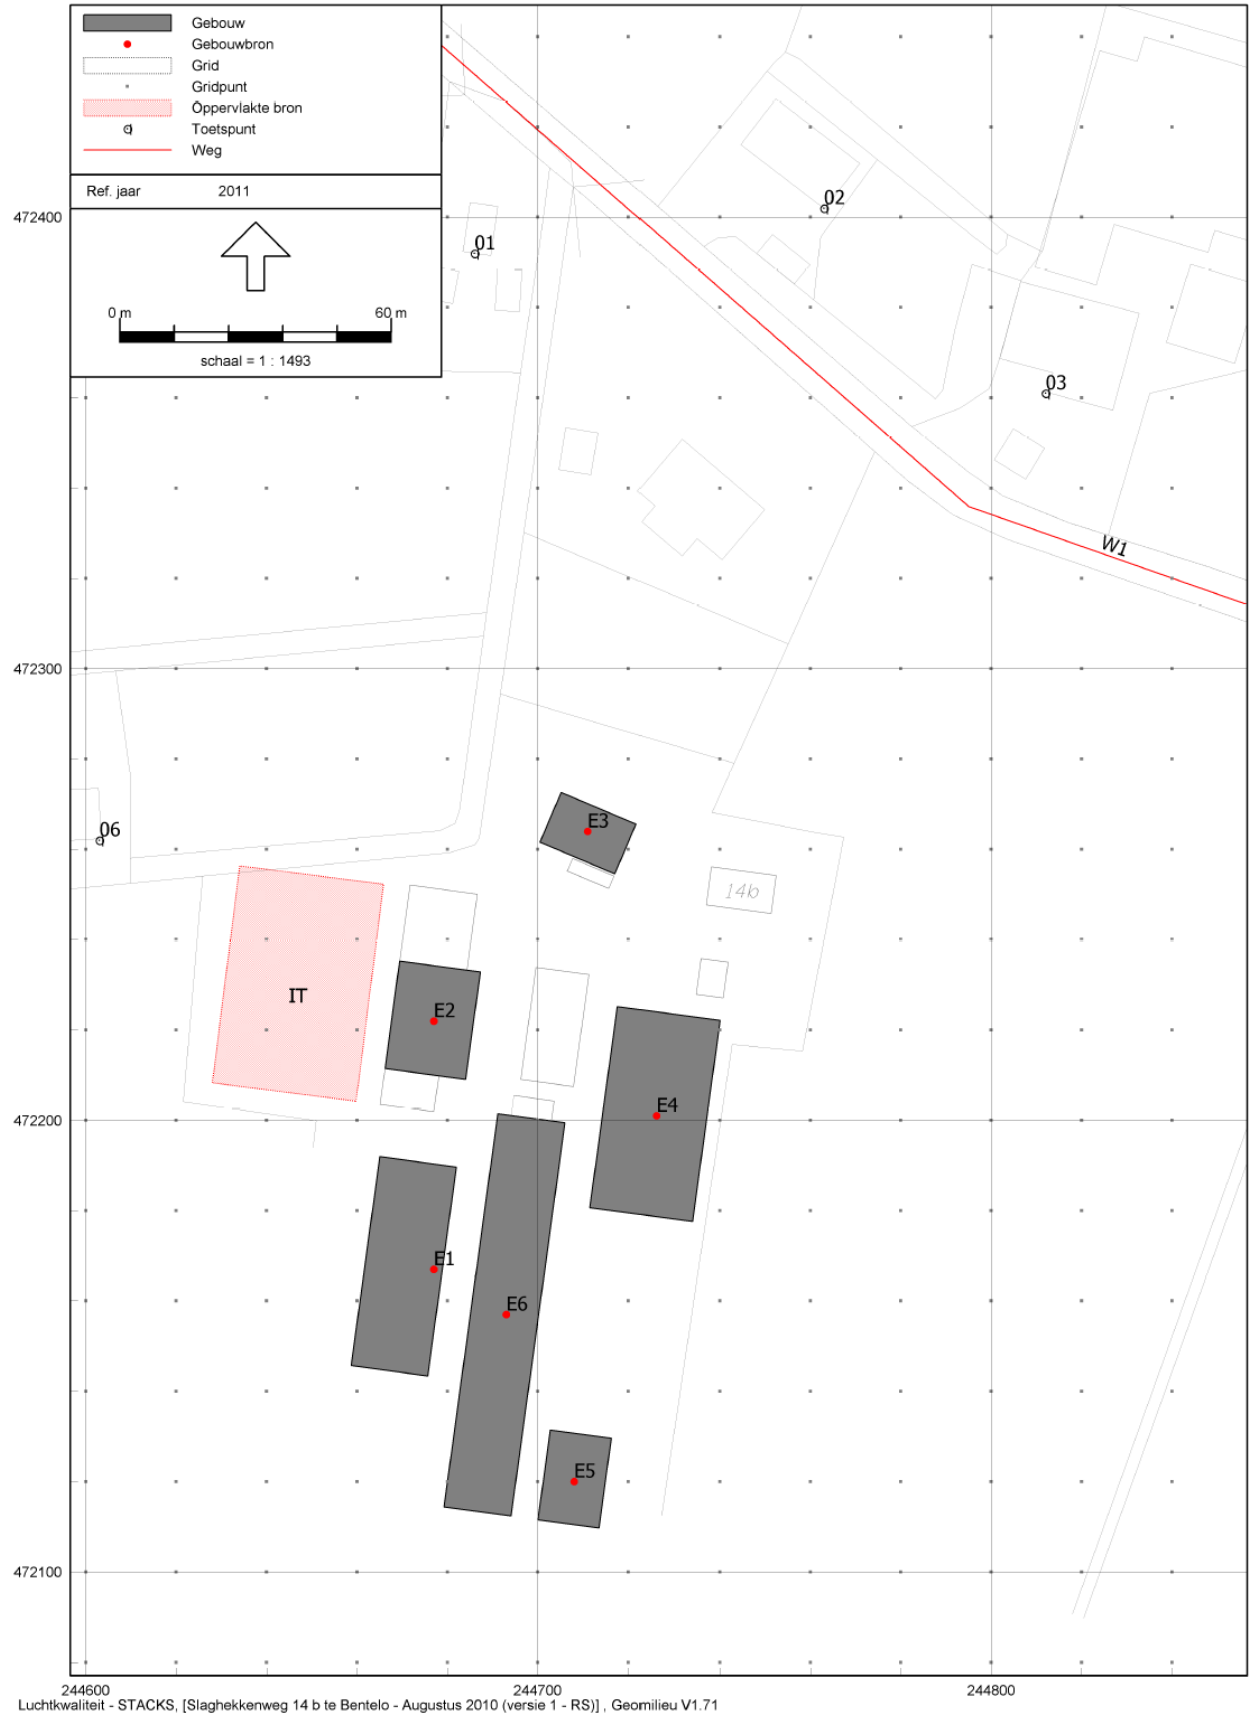 Gebouw
Gebouwbron
Grid
Gridpunt
Oppervlakte bron
Toetspunt
Weg
Ref. jaar 2011
0 m 60 m
schaal = 1 : 1493
472400
472300
472200
472100
244600 244700 244800
01
02
03
W1
06
E3
14b
IT
E2
E4
E1
E6
E5
Luchtkwaliteit - STACKS, [Slaghekkenweg 14 b te Bentelo - Augustus 2010 (versie 1 - RS)] , Geomilieu V1.71